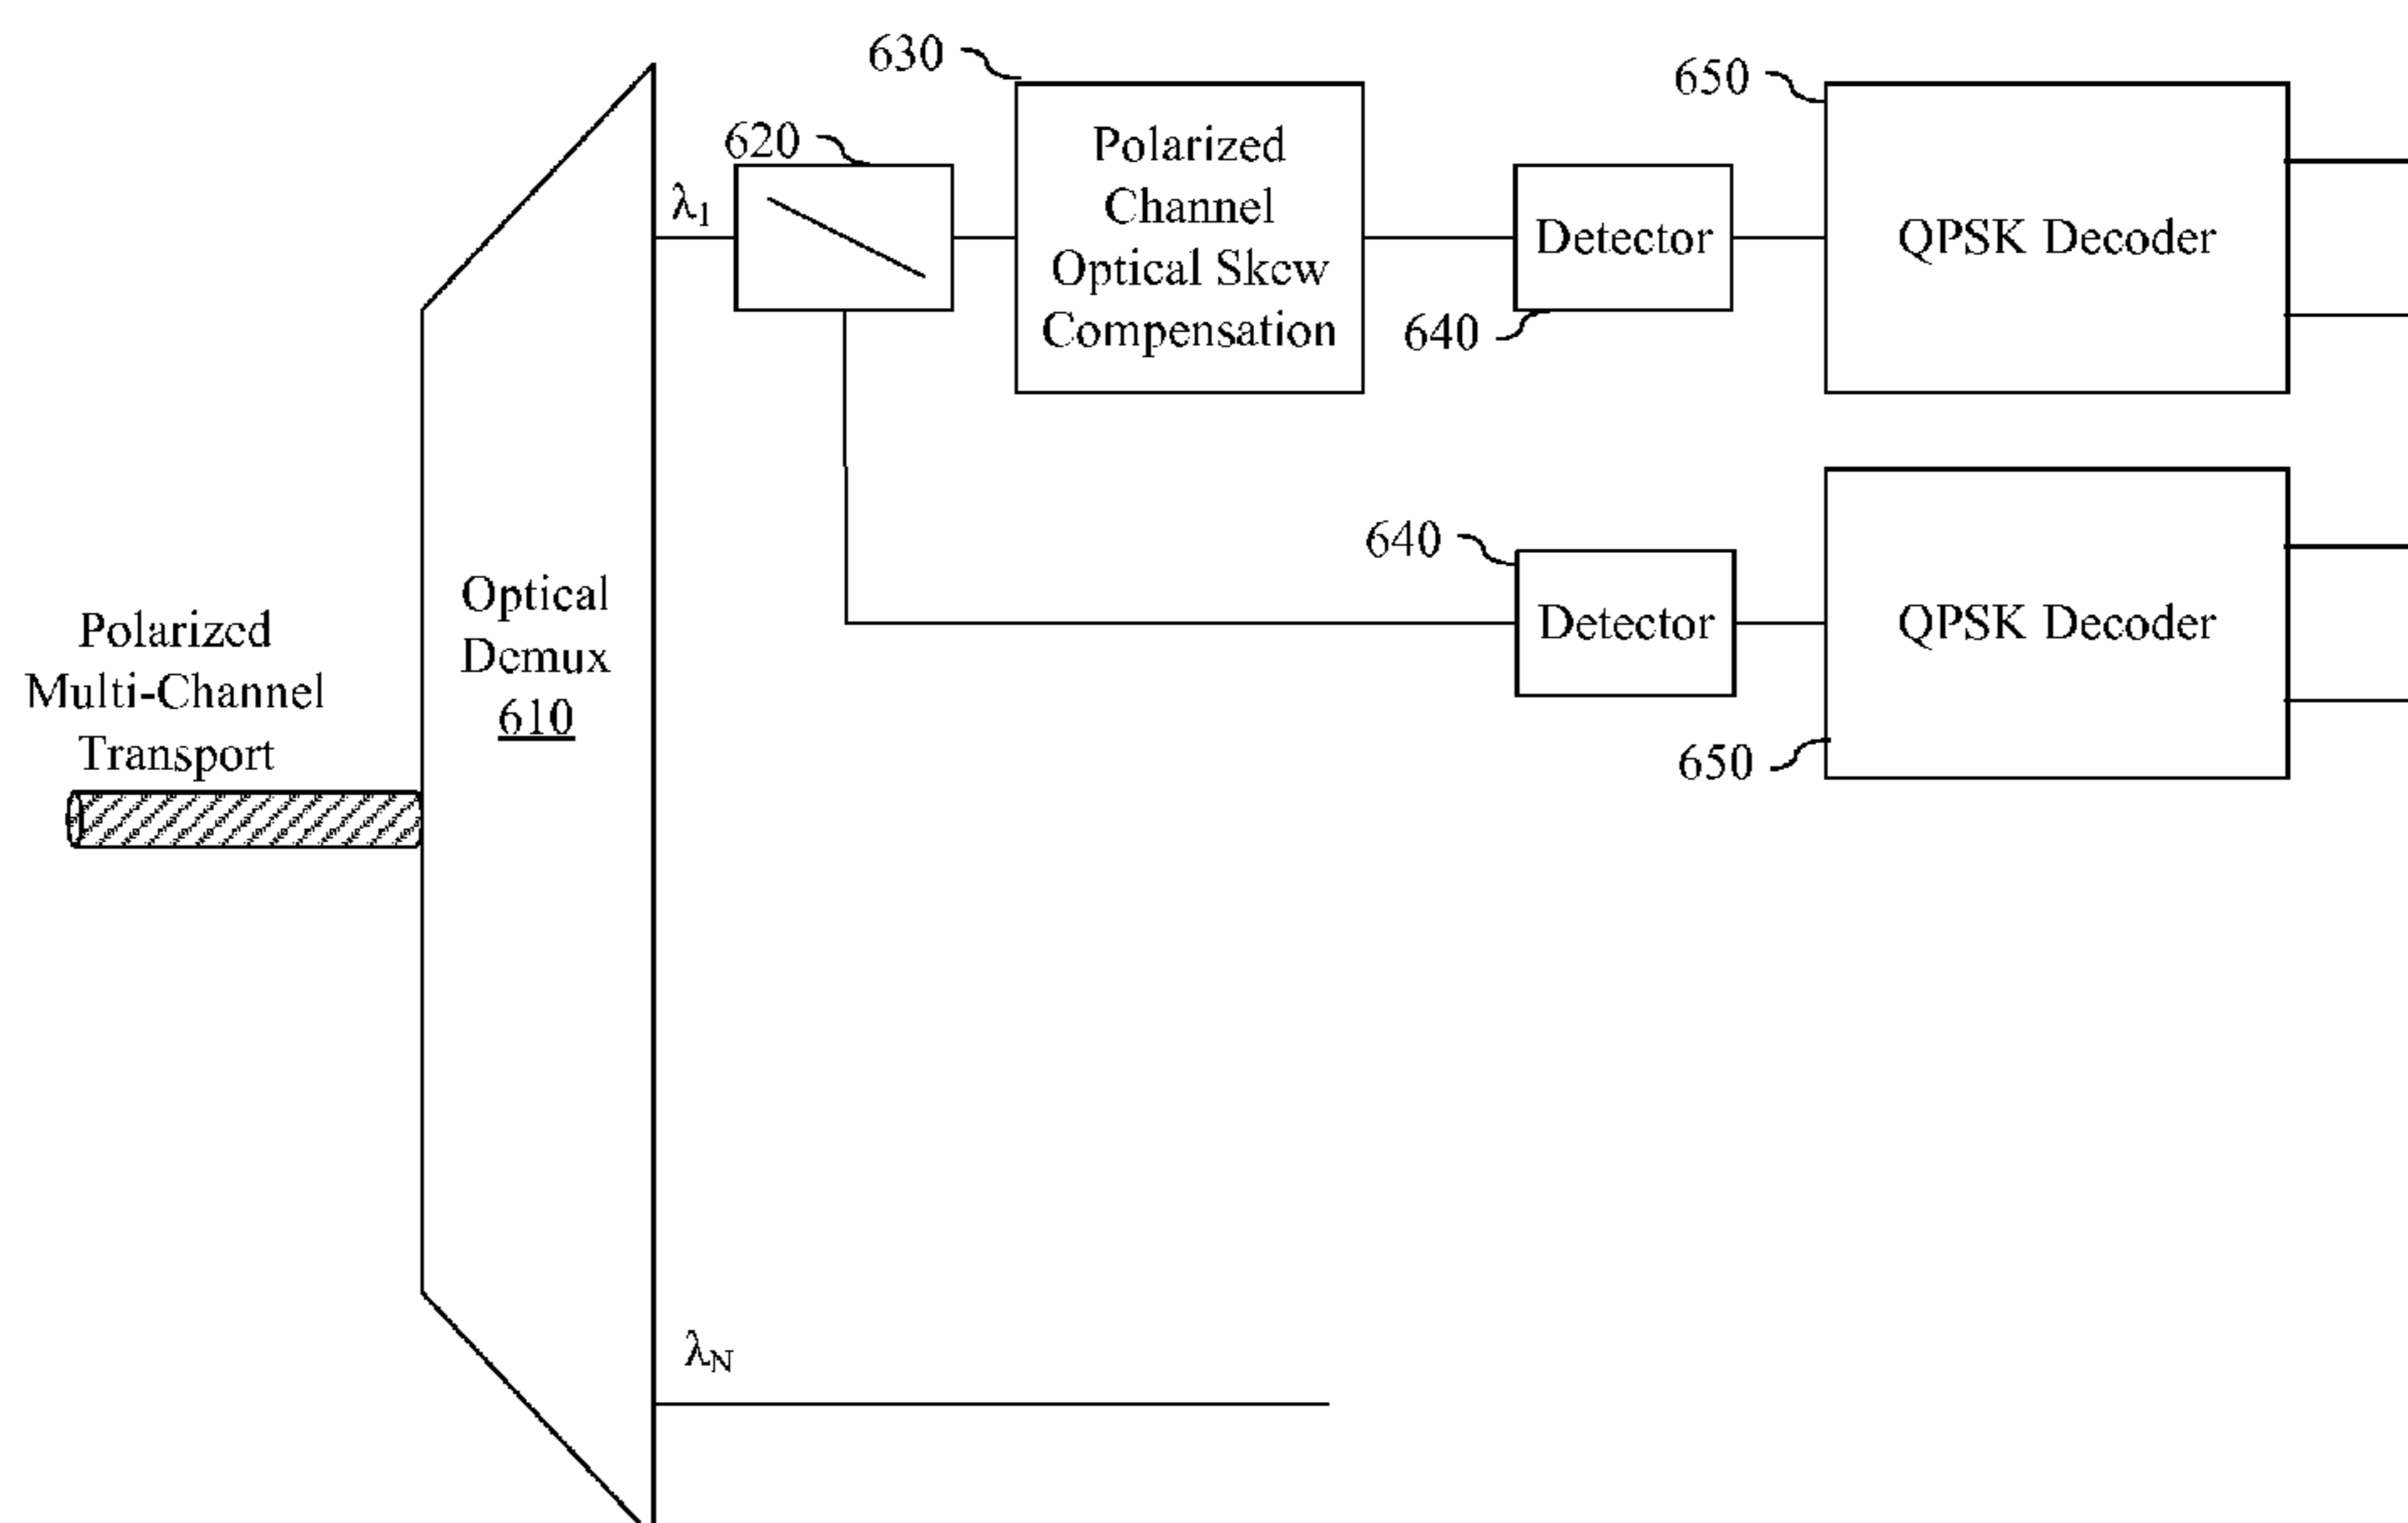 630
Polarized
Channel
Optical Skew
Compensation
620
λ1
650
QPSK Decoder
Detector
640
640
Detector
QPSK Decoder
650
Optical
Demux
610
Polarized
Multi-Channel
Transport
λN